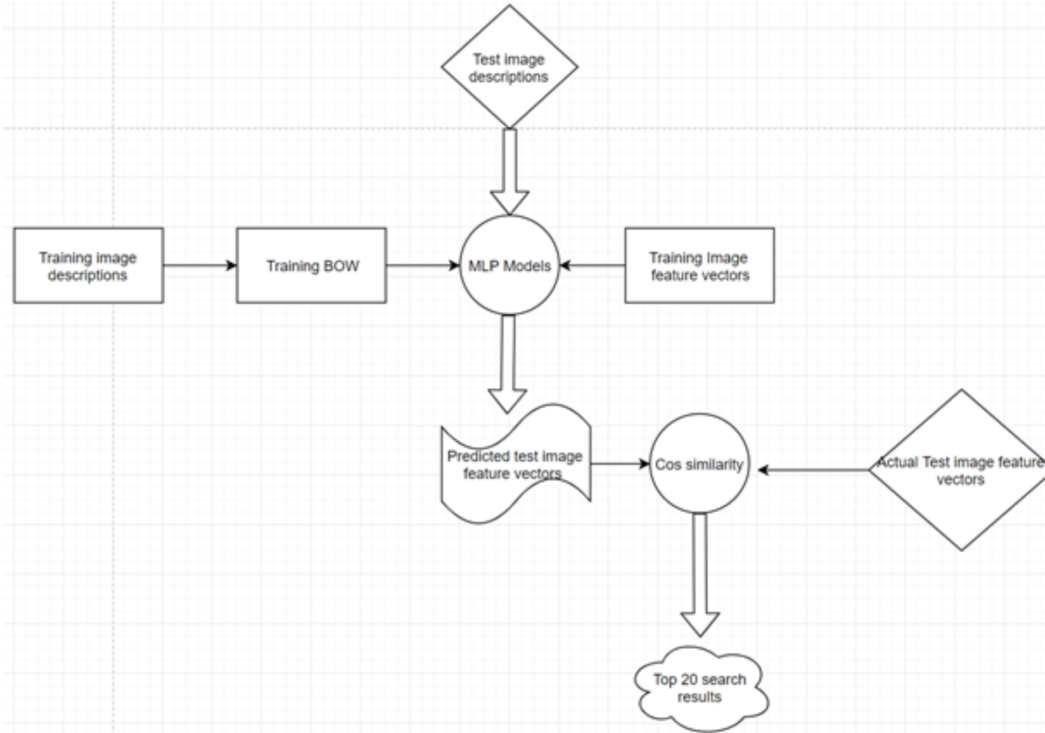 Test image
descriptions
Training image
descriptions
Training BOW
MLP Models
Training Image
feature vectors
Predicted test image
feature vectors
Cos similarity
Actual Test image feature
vectors
Top 20 search
results